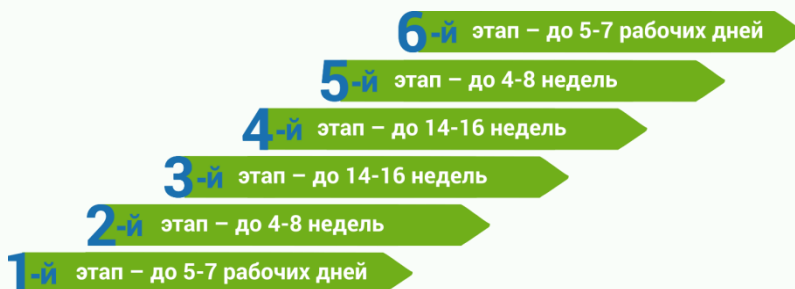 6-й этап – до 5-7 рабочих дней
5-й этап – до 4-8 недель
4-й этап – до 14-16 недель
3-й этап – до 14-16 недель
2-й этап – до 4-8 недель
1-й этап – до 5-7 рабочих дней